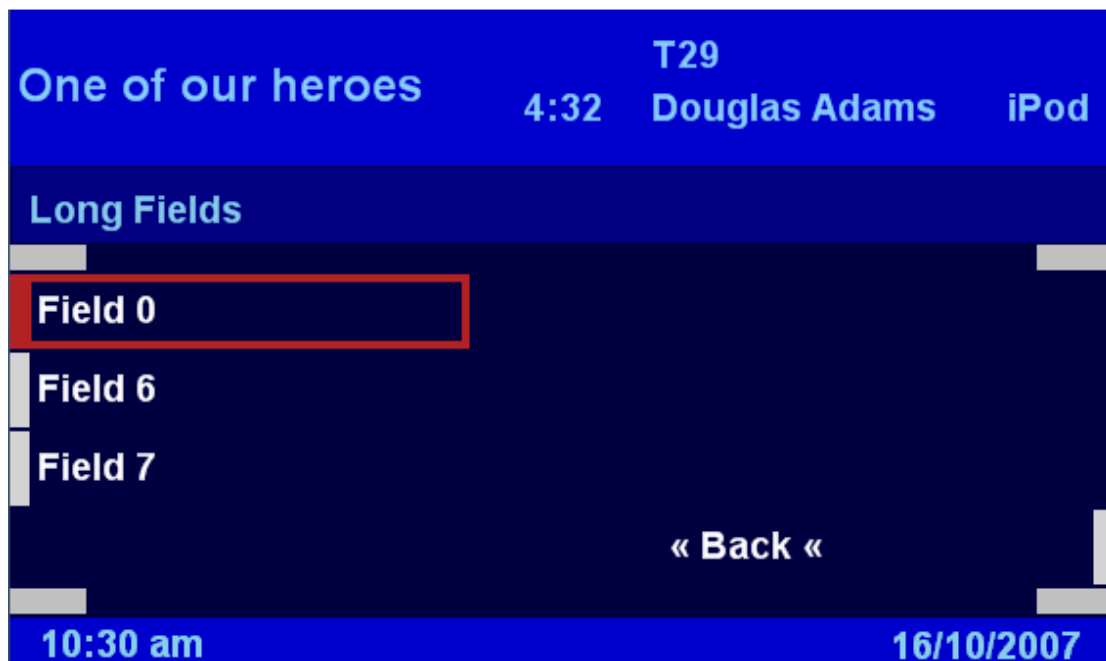 One of our heroes
T29
4:32 Douglas Adams iPod
Long Fields
Field 0
Field 6
Field 7
« Back «
10:30 am 16/10/2007